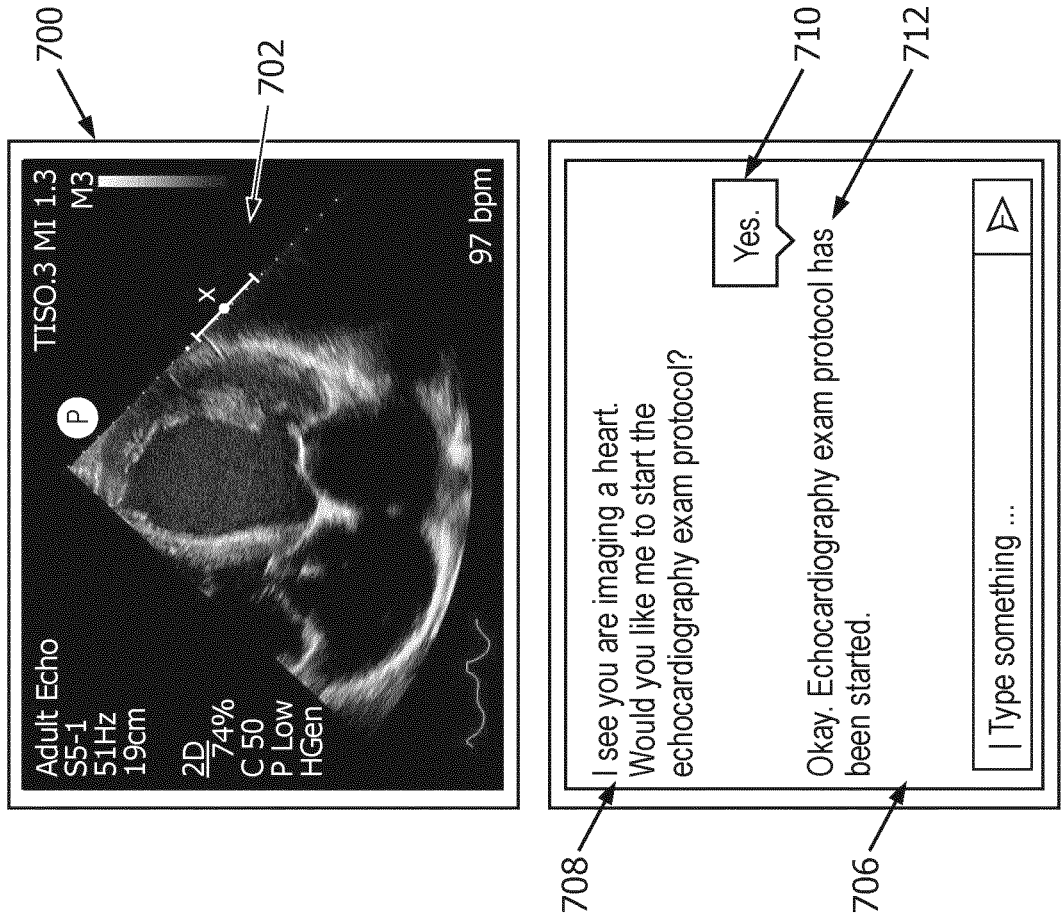 700
702
Adult Echo
S5-1
51Hz
19cm
2D
74%
C 50
P Low
HGen
P
TISO.3 MI 1.3
M3
X
97 bpm
708
I see you are imaging a heart.
Would you like me to start the
echocardiography exam protocol?
Yes.
710
Okay. Echocardiography exam protocol has
been started.
712
706
Type something ...